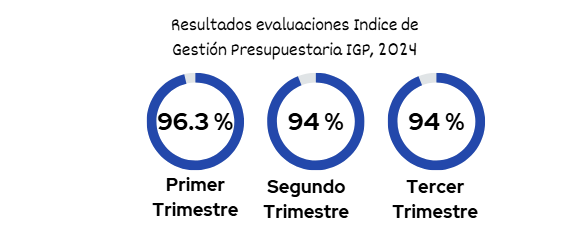 Resultados evaluaciones Indice de
Gestión Presupuestaria IGP, 2024
96.3 %
94 %
94 %
Primer
Trimestre
Segundo
Trimestre
Tercer
Trimestre